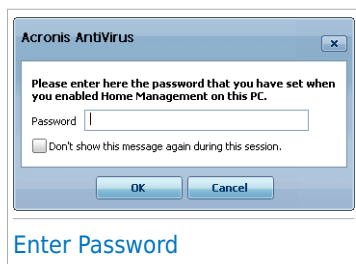 Acronis AntiVirus
Please enter here the password that you have set when
you enabled Home Management on this PC.
Password
Don't show this message again during this session.
OK Cancel
Enter Password